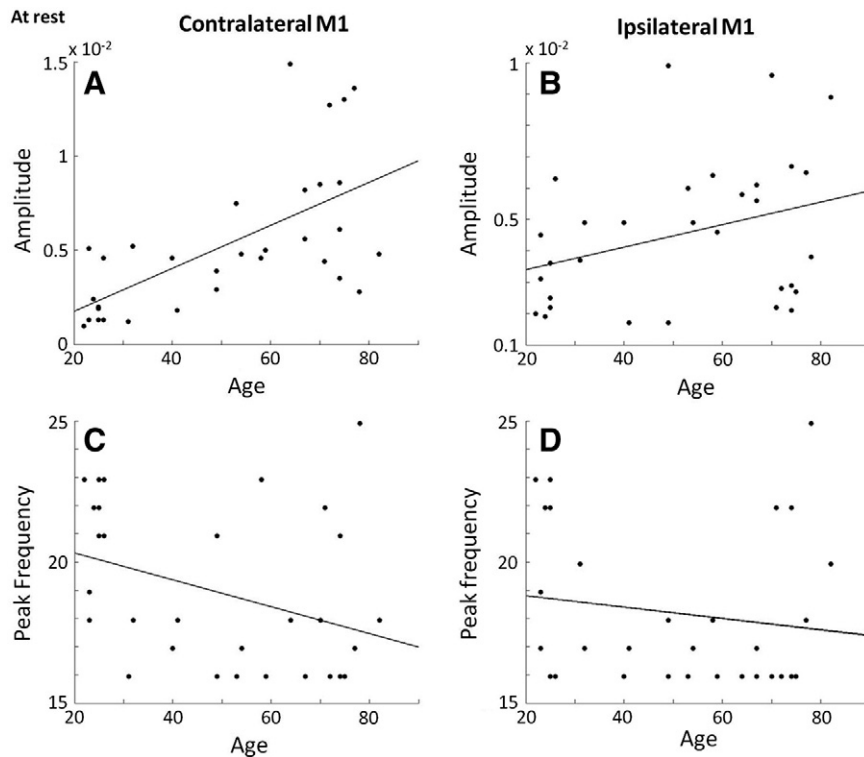 At rest
Contralateral M1
Ipsilateral M1
x 10-2
1.5
1
0.5
0
A
Amplitude
20 40 60 80
Age
x 10-2
1
0.5
0.1
B
Amplitude
20 40 60 80
Age
25
20
15
C
Peak Frequency
20 40 60 80
Age
25
20
15
D
Peak frequency
20 40 60 80
Age